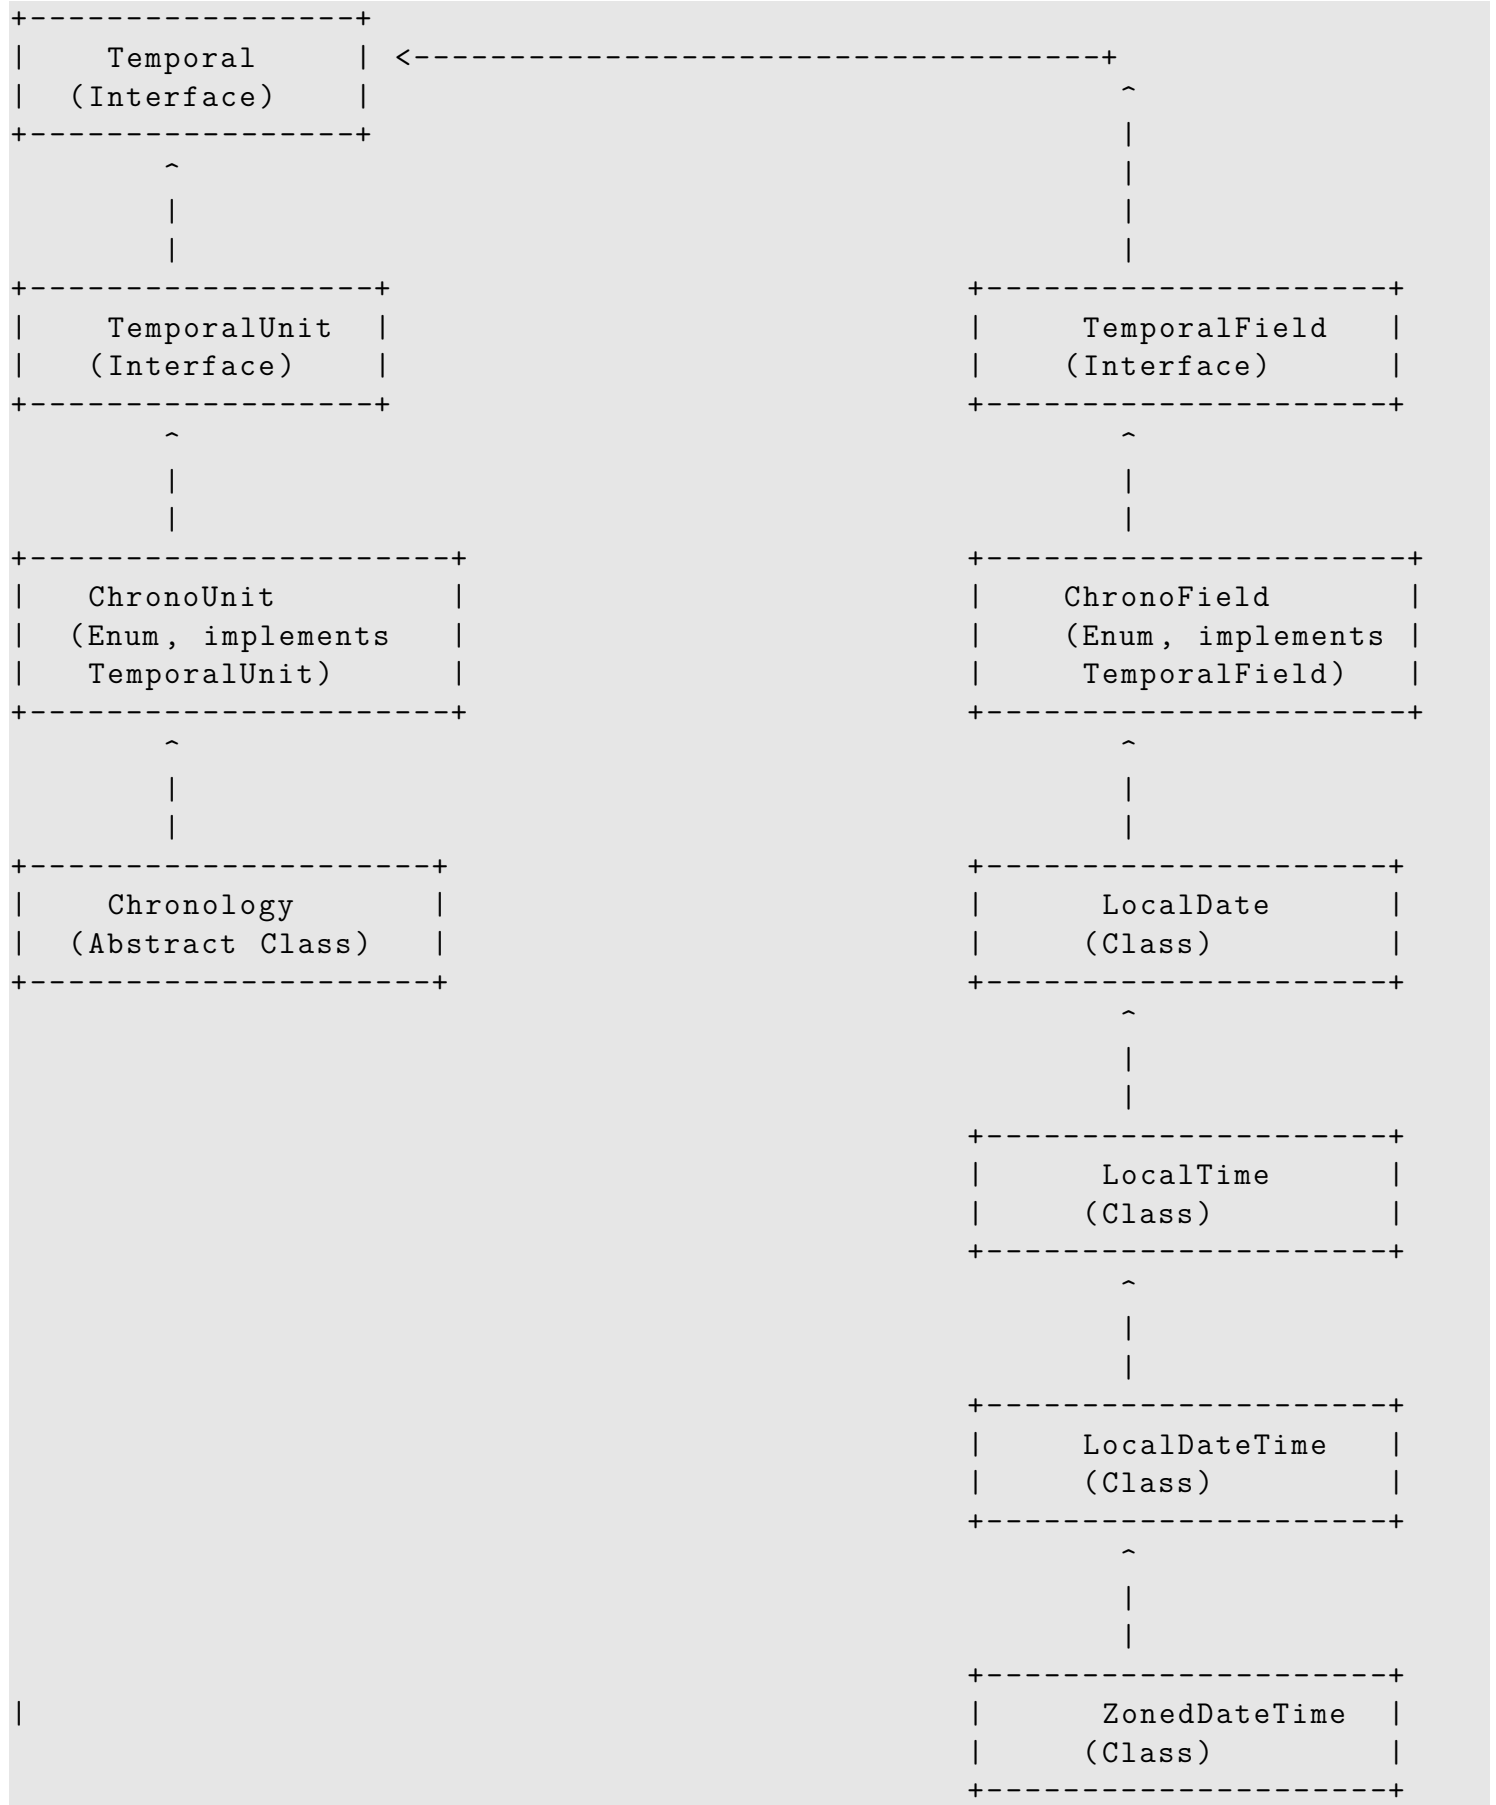 +-----------------+
|    Temporal     | <------------------------------------+
|  (Interface)    |                                       ^
+-----------------+                                       |
        ^                                                 |
        |                                                 |
        |                                                 |
+------------------+                              +---------------------+
|    TemporalUnit  |                              |     TemporalField   |
|   (Interface)    |                              |    (Interface)      |
+------------------+                              +---------------------+
        ^                                                 ^
        |                                                 |
        |                                                 |
+----------------------+                          +----------------------+
|   ChronoUnit         |                          |    ChronoField       |
|  (Enum, implements   |                          |    (Enum, implements |
|   TemporalUnit)      |                          |     TemporalField)   |
+----------------------+                          +----------------------+
        ^                                                 ^
        |                                                 |
        |                                                 |
+---------------------+                           +---------------------+
|    Chronology       |                           |      LocalDate      |
|  (Abstract Class)   |                           |     (Class)         |
+---------------------+                           +---------------------+
                                                          ^
                                                          |
                                                          |
                                                  +---------------------+
                                                  |      LocalTime      |
                                                  |     (Class)         |
                                                  +---------------------+
                                                          ^
                                                          |
                                                          |
                                                  +---------------------+
                                                  |     LocalDateTime   |
                                                  |     (Class)         |
                                                  +---------------------+
                                                          ^
                                                          |
                                                          |
                                                  +---------------------+
|                                                 |      ZonedDateTime  |
                                                  |     (Class)         |
                                                  +---------------------+